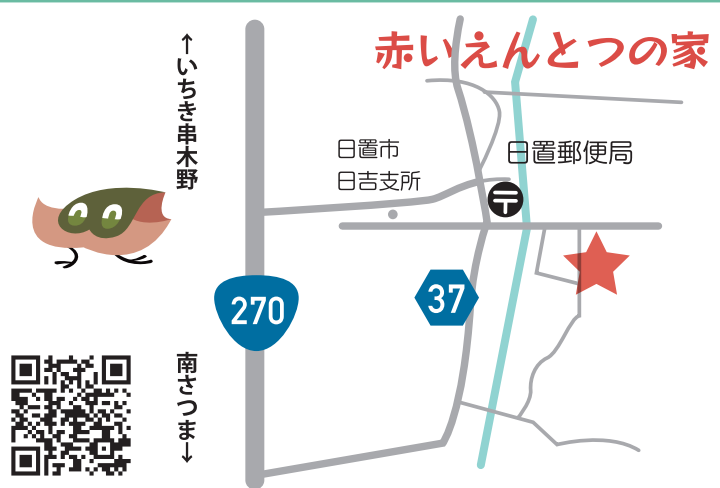 赤いえんとつの家
↑いちき串木野
日置市
日吉支所
日置郵便局
〒
270
37
南さつま↓